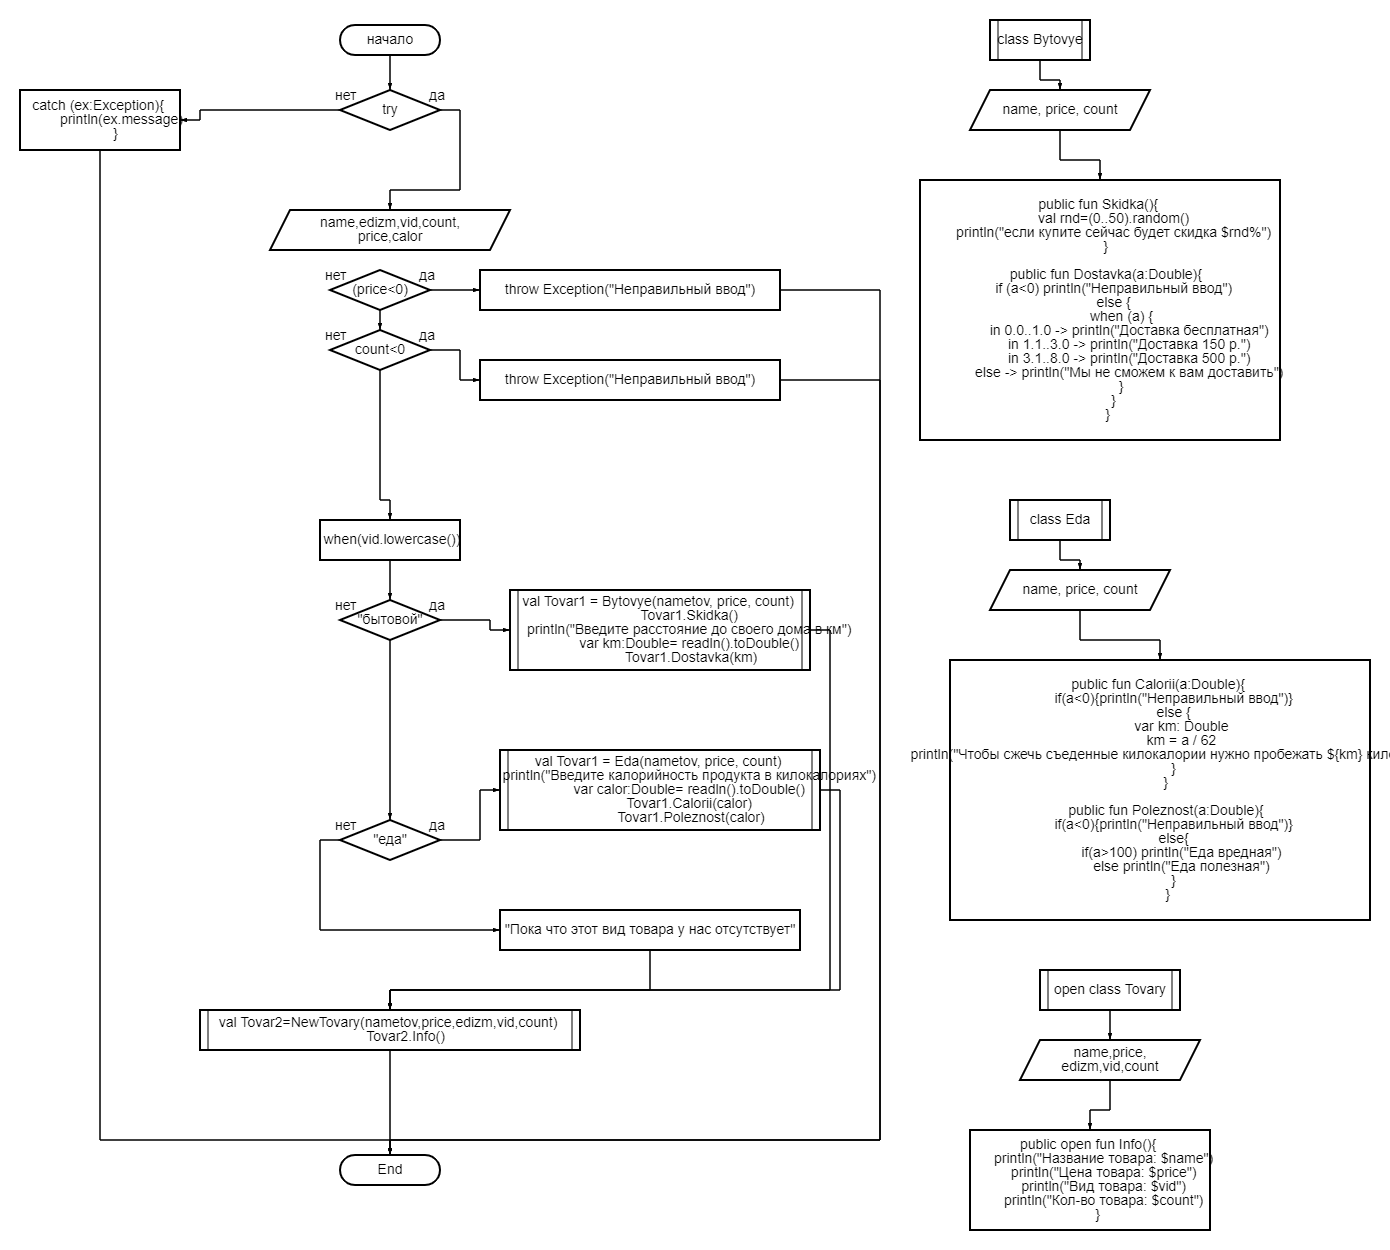 начало
нет
да
try
catch (ex:Exception){
println(ex.message)
}
name,edizm,vid,count,
price,calor
нет
да
(price<0)
throw Exception("Неправильный ввод")
нет
да
count<0
throw Exception("Неправильный ввод")
when(vid.lowercase())
нет
да
"бытовой"
val Tovar1 = Bytovye(nametov, price, count)
Tovar1.Skidka()
println("Введите расстояние до своего дома в км")
var km:Double= readln().toDouble()
Tovar1.Dostavka(km)
val Tovar1 = Eda(nametov, price, count)
println("Введите калорийность продукта в килокалориях")
var calor:Double= readln().toDouble()
Tovar1.Calorii(calor)
Tovar1.Poleznost(calor)
нет
да
"еда"
"Пока что этот вид товара у нас отсутствует"
val Tovar2=NewTovary(nametov,price,edizm,vid,count)
Tovar2.Info()
End
class Bytovye
name, price, count
public fun Skidka(){
val rnd=(0..50).random()
println("если купите сейчас будет скидка $rnd%")
}
public fun Dostavka(a:Double){
if (a<0) println("Неправильный ввод")
else {
when (a) {
in 0.0..1.0 -> println("Доставка бесплатная")
in 1.1..3.0 -> println("Доставка 150 р.")
in 3.1..8.0 -> println("Доставка 500 р.")
else -> println("Мы не сможем к вам доставить")
}
}
}
class Eda
name, price, count
public fun Calorii(a:Double){
if(a<0){println("Неправильный ввод")}
else {
var km: Double
km = a / 62
println("Чтобы сжечь съеденные килокалории нужно пробежать ${km}
}
}
public fun Poleznost(a:Double){
if(a<0){println("Неправильный ввод")}
else{
if(a>100) println("Еда вредная")
else println("Еда полезная")
}
}
open class Tovary
name,price,
edizm,vid,count
public open fun Info(){
println("Название товара: $name")
println("Цена товара: $price")
println("Вид товара: $vid")
println("Кол-во товара: $count")
}